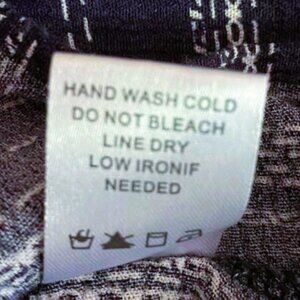 HAND WASH COLD
DO NOT BLEACH
LINE DRY
LOW IRONIF
NEEDED